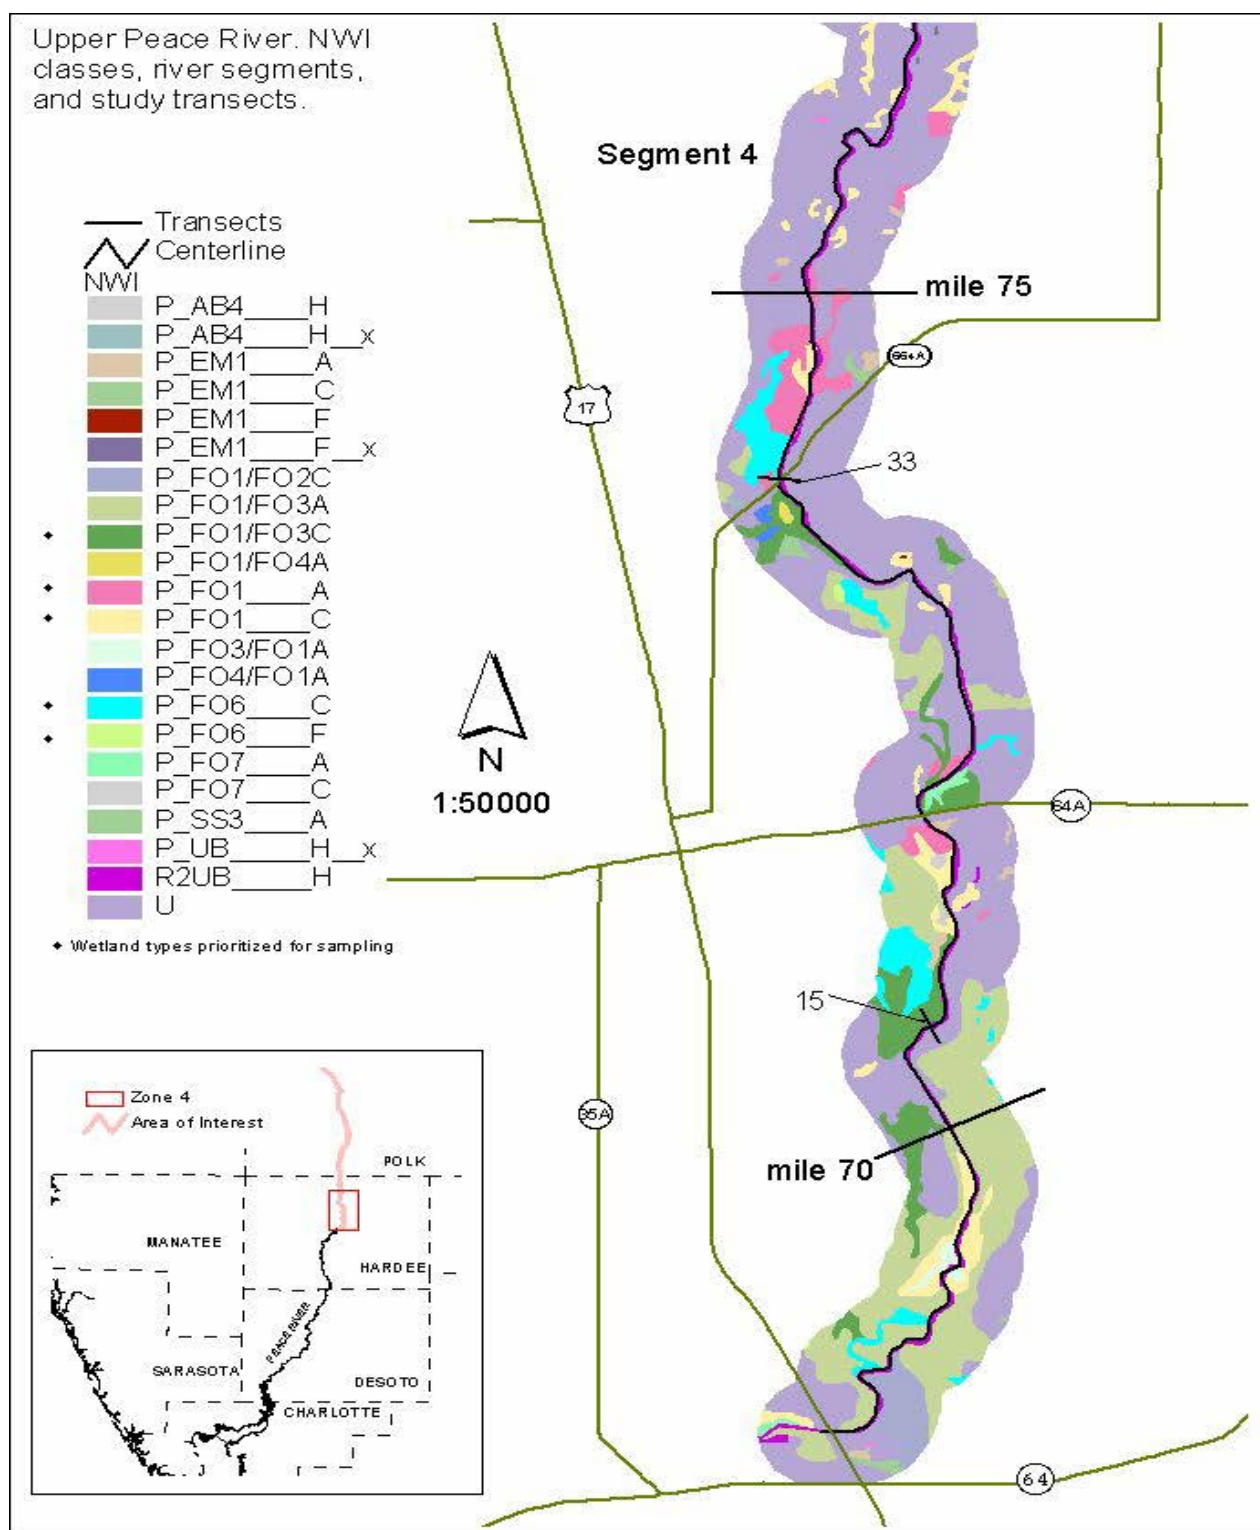 Upper Peace River. NWI
classes, river segments,
and study transects.
Segment 4
Transects
Centerline
NWI
P_AB4____H
P_AB4____H__x
P_EM1____A
P_EM1____C
P_EM1____F
P_EM1____F__x
P_FO1/FO2C
P_FO1/FO3A
P_FO1/FO3C
P_FO1/FO4A
P_FO1____A
P_FO1____C
P_FO3/FO1A
P_FO4/FO1A
P_FO6____C
P_FO6____F
P_FO7____A
P_FO7____C
P_SS3____A
P_UB_____H__x
R2UB_____H
U
◆ Wetland types prioritized for sampling
N
1:50000
mile 75
664A
17
33
64A
15
35A
mile 70
64
Zone 4
Area of Interest
POLK
MANATEE
HARDEE
PEACE RIVER
SARASOTA
DESOTO
CHARLOTTE